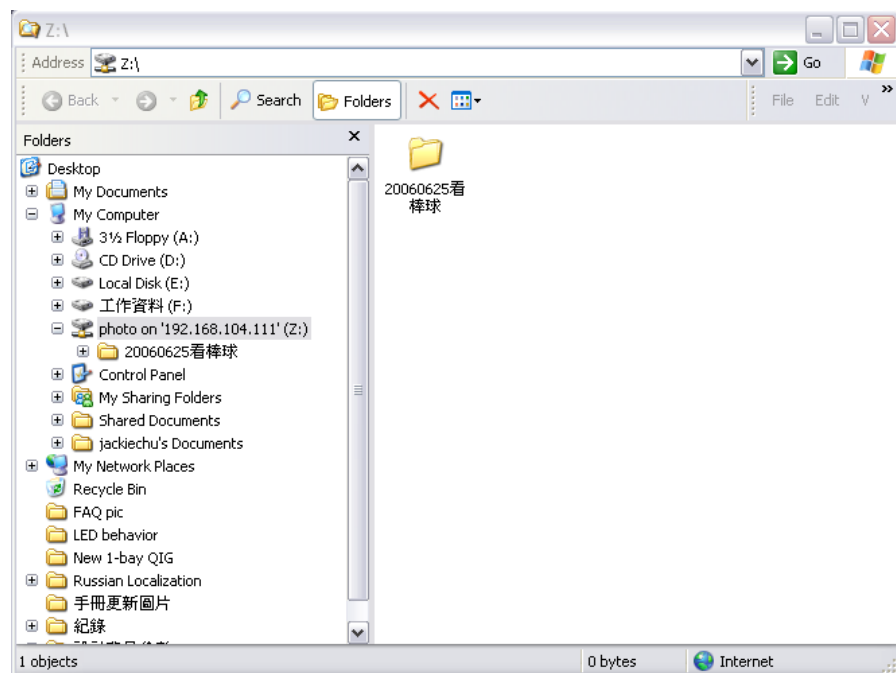 Z:\
Address Z:\ Go
Back Search Folders File Edit V
Folders
Desktop
My Documents
My Computer
3½ Floppy (A:)
CD Drive (D:)
Local Disk (E:)
工作資料 (F:)
photo on '192.168.104.111' (Z:)
20060625看棒球
Control Panel
My Sharing Folders
Shared Documents
jackiechu's Documents
My Network Places
Recycle Bin
FAQ pic
LED behavior
New 1-bay QIG
Russian Localization
手冊更新圖片
紀錄
20060625看
棒球
1 objects 0 bytes Internet